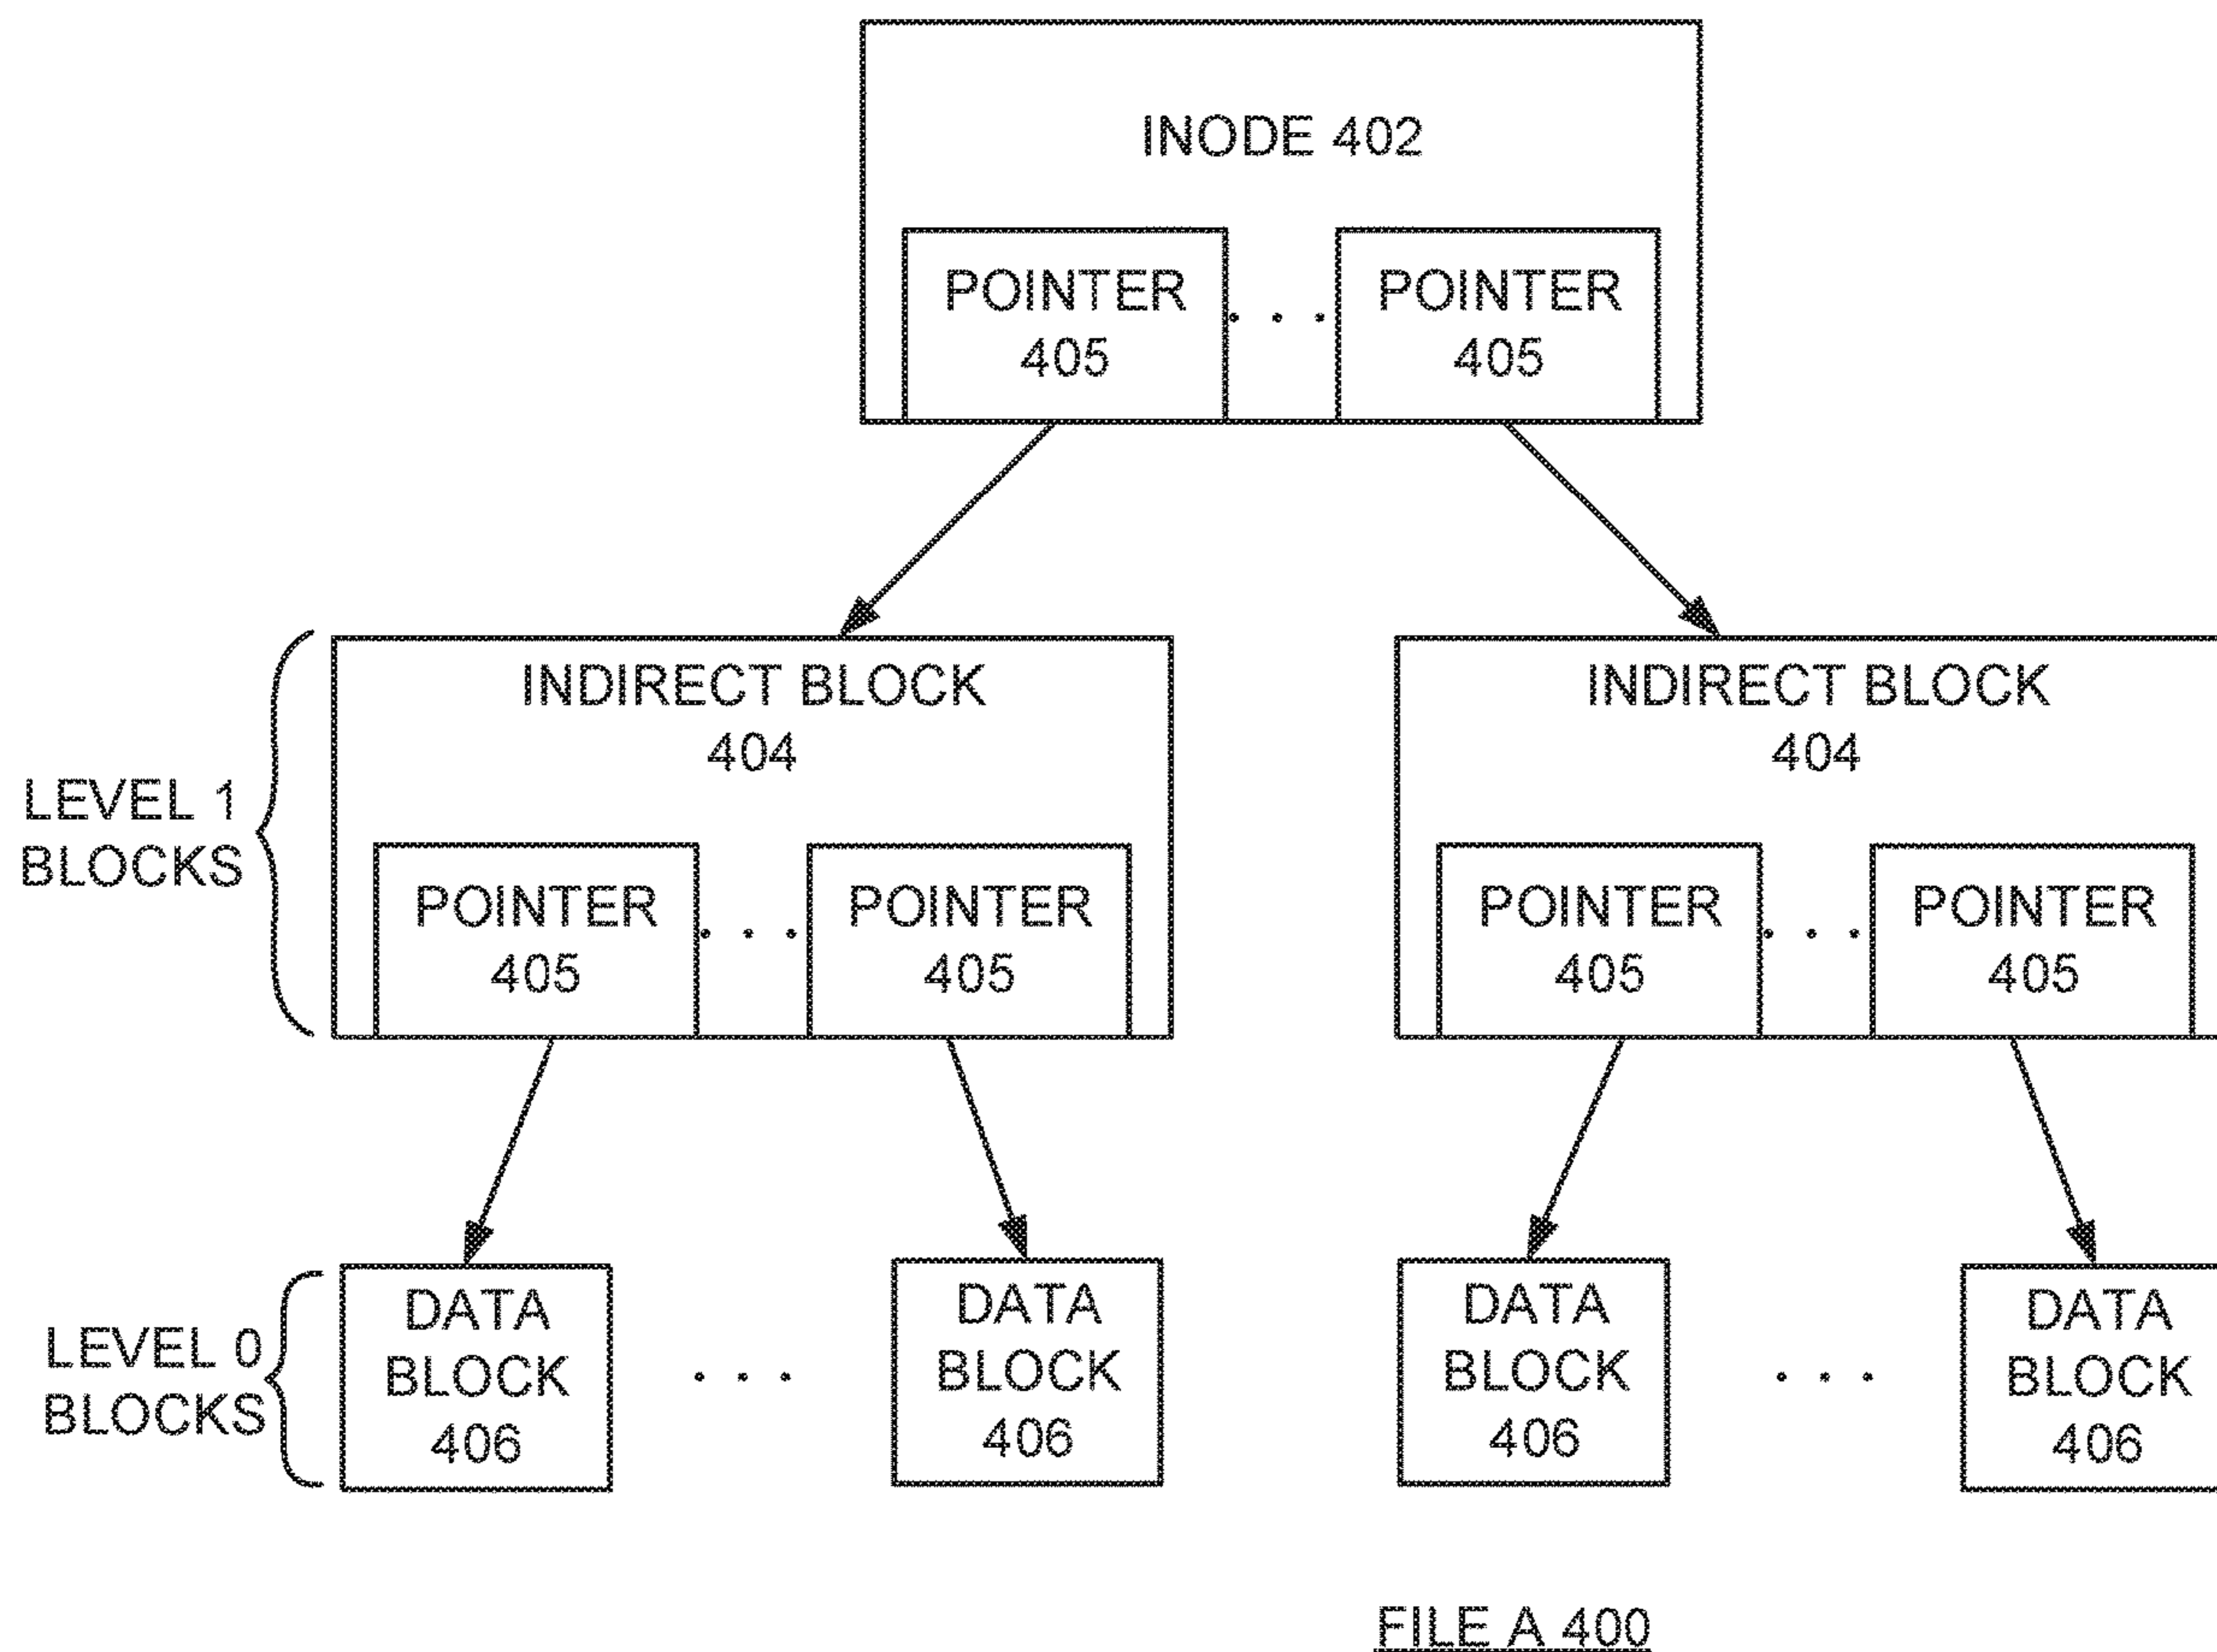 INODE 402
POINTER
405
. . .
POINTER
405
LEVEL 1
BLOCKS
INDIRECT BLOCK
404
POINTER
405
. . .
POINTER
405
INDIRECT BLOCK
404
POINTER
405
. . .
POINTER
405
LEVEL 0
BLOCKS
DATA
BLOCK
406
. . .
DATA
BLOCK
406
DATA
BLOCK
406
. . .
DATA
BLOCK
406
FILE A 400